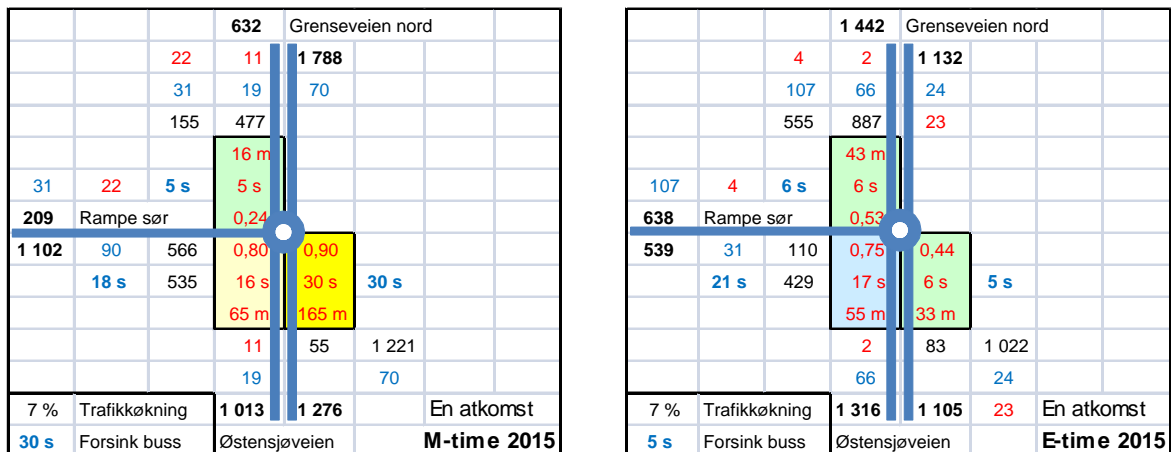 632 Grenseveien nord
22 11 1 788
31 19 70
155 477
16 m
31 22 5 s 5 s
209 Rampe sør 0,24
1 102 90 566 0,80 0,90
18 s 535 16 s 30 s 30 s
65 m 165 m
11 55 1 221
19 70
7 % Trafikkøkning 1 013 1 276 En atkomst
30 s Forsink buss Østensjøveien M-time 2015
1 442 Grenseveien nord
4 2 1 132
107 66 24
555 887 23
43 m
107 4 6 s 6 s
638 Rampe sør 0,53
539 31 110 0,75 0,44
21 s 429 17 s 6 s 5 s
55 m 33 m
2 83 1 022
66 24
7 % Trafikkøkning 1 316 1 105 23 En atkomst
5 s Forsink buss Østensjøveien E-time 2015